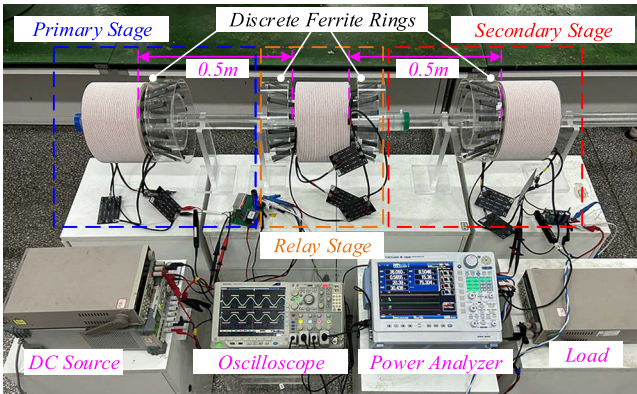 Primary Stage
Discrete Ferrite Rings
Secondary Stage
0.5m
0.5m
Relay Stage
DC Source
Oscilloscope
Power Analyzer
Load